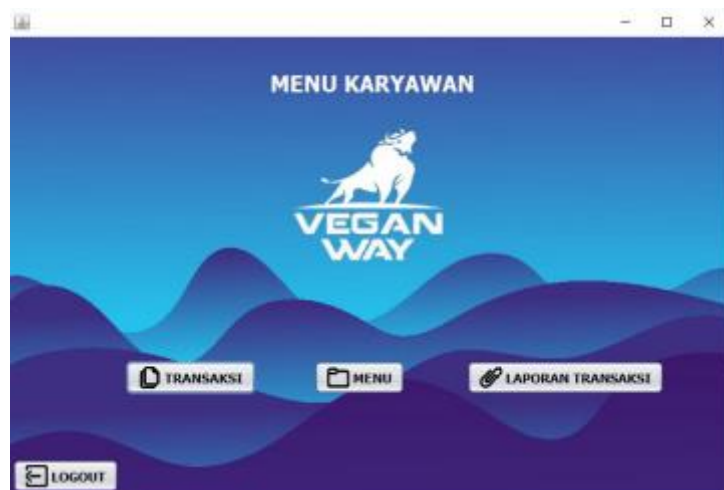 MENU KARYAWAN
VEGAN
WAY
TRANSAKSI
MENU
LAPORAN TRANSAKSI
LOGOUT